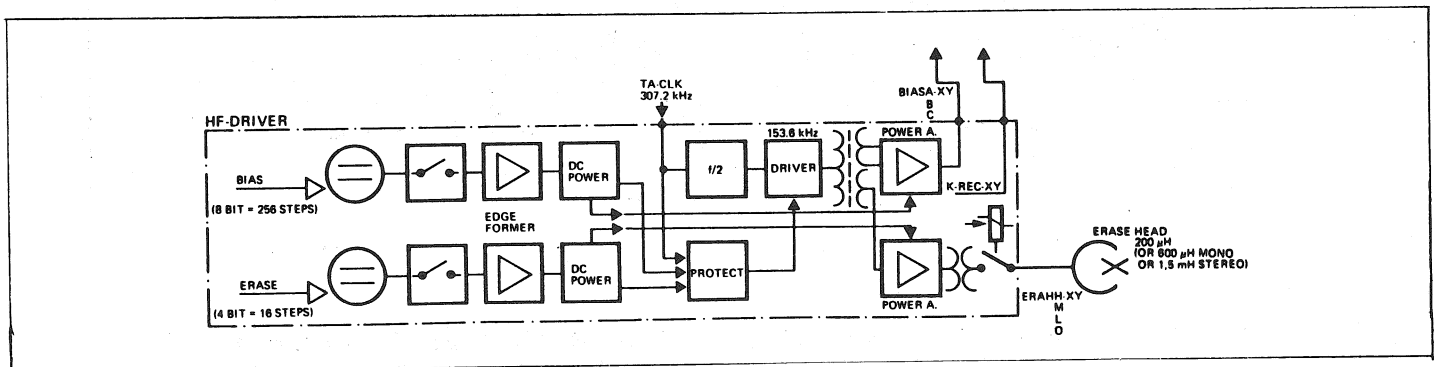 TA-CLK
307.2 kHz
BIASA-XY
B
C
HF-DRIVER
153.6 kHz
POWER A.
BIAS
(8 BIT = 256 STEPS)
DC
POWER
f/2
DRIVER
K-REC-XY
EDGE
FORMER
ERASE HEAD
200 µH
(OR 600 µH MONO
OR 1,5 mH STEREO)
ERASE
(4 BIT = 16 STEPS)
DC
POWER
PROTECT
POWER A.
ERAHH-XY
M
L
O